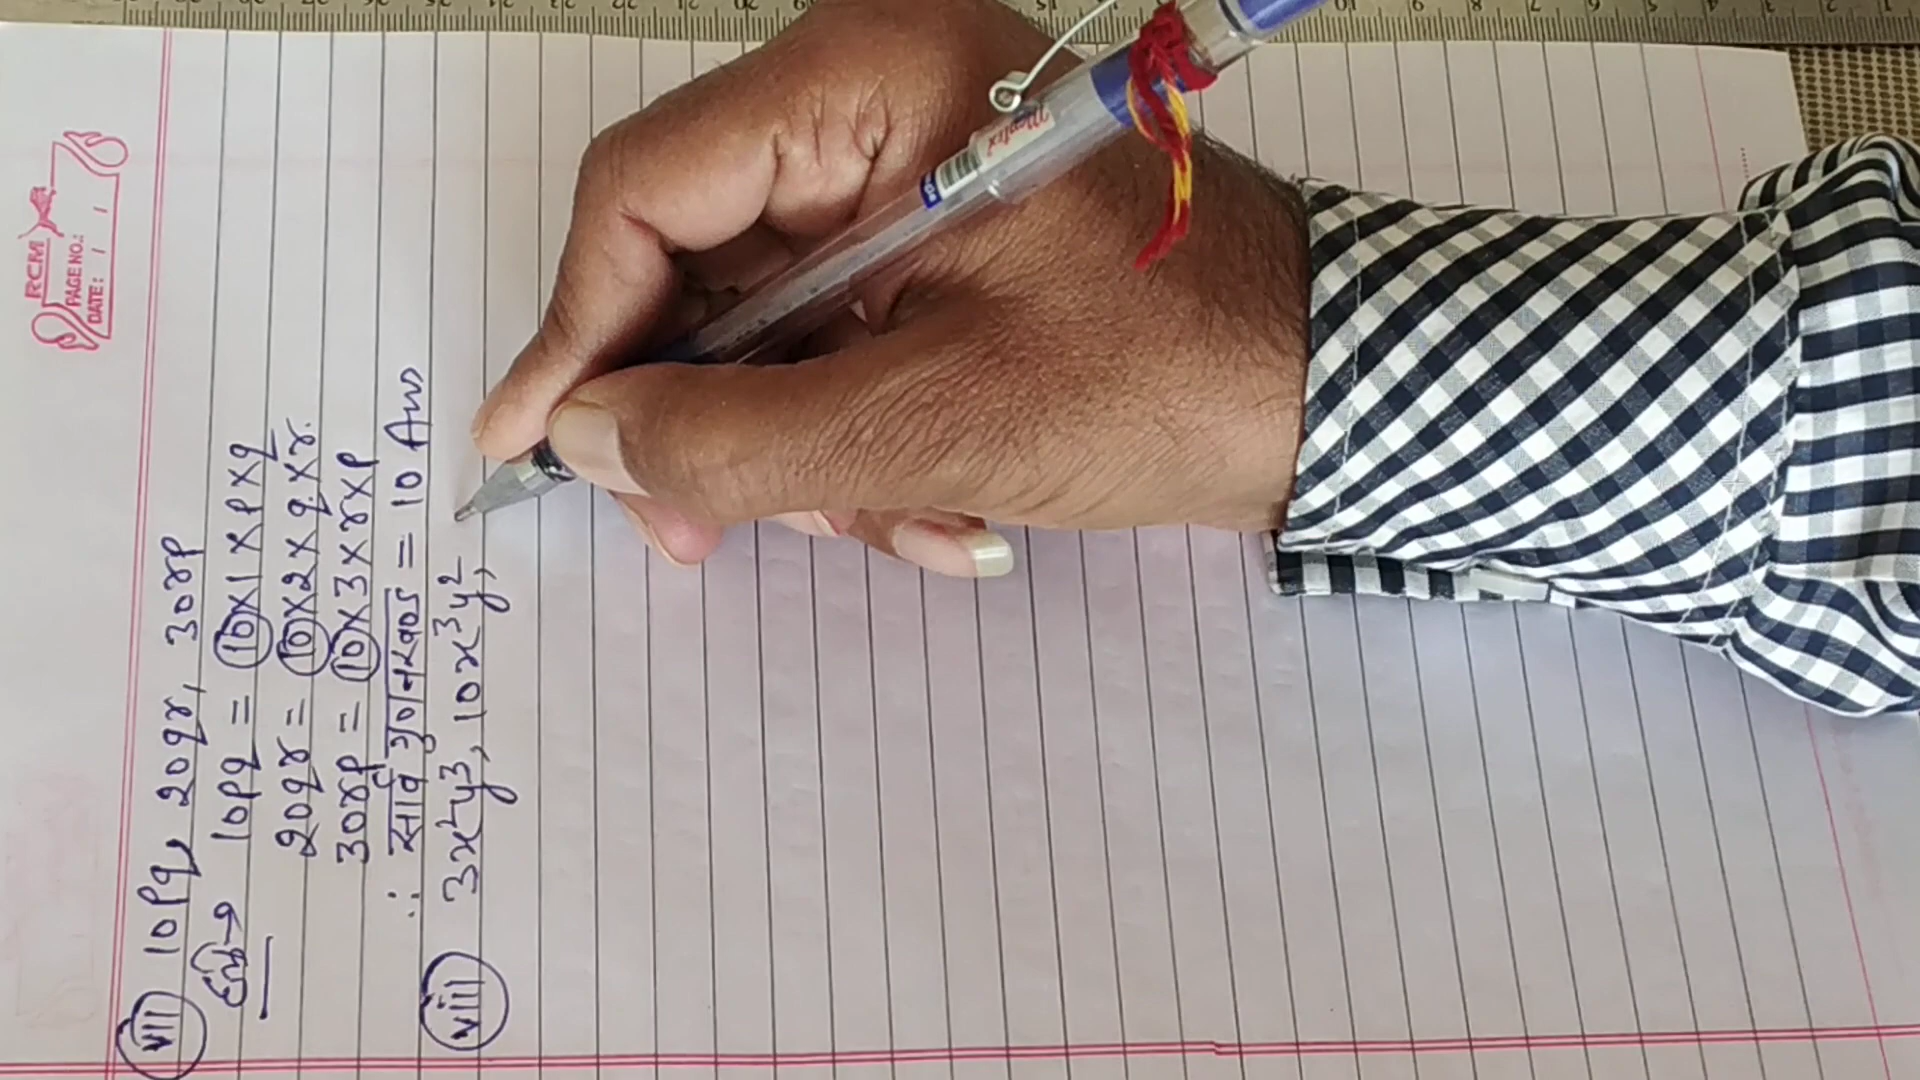 RCM
PAGE NO.:
DATE: / /
vii) 10pq, 20qr, 30rp
हल→ 10pq = 10×1×p×q
20qr = 10×2×q×r.
30rp = 10×3×r×p
∴ सार्व गुणनखण्ड = 10 Ans
viii) 3x²y3, 10x³y²,